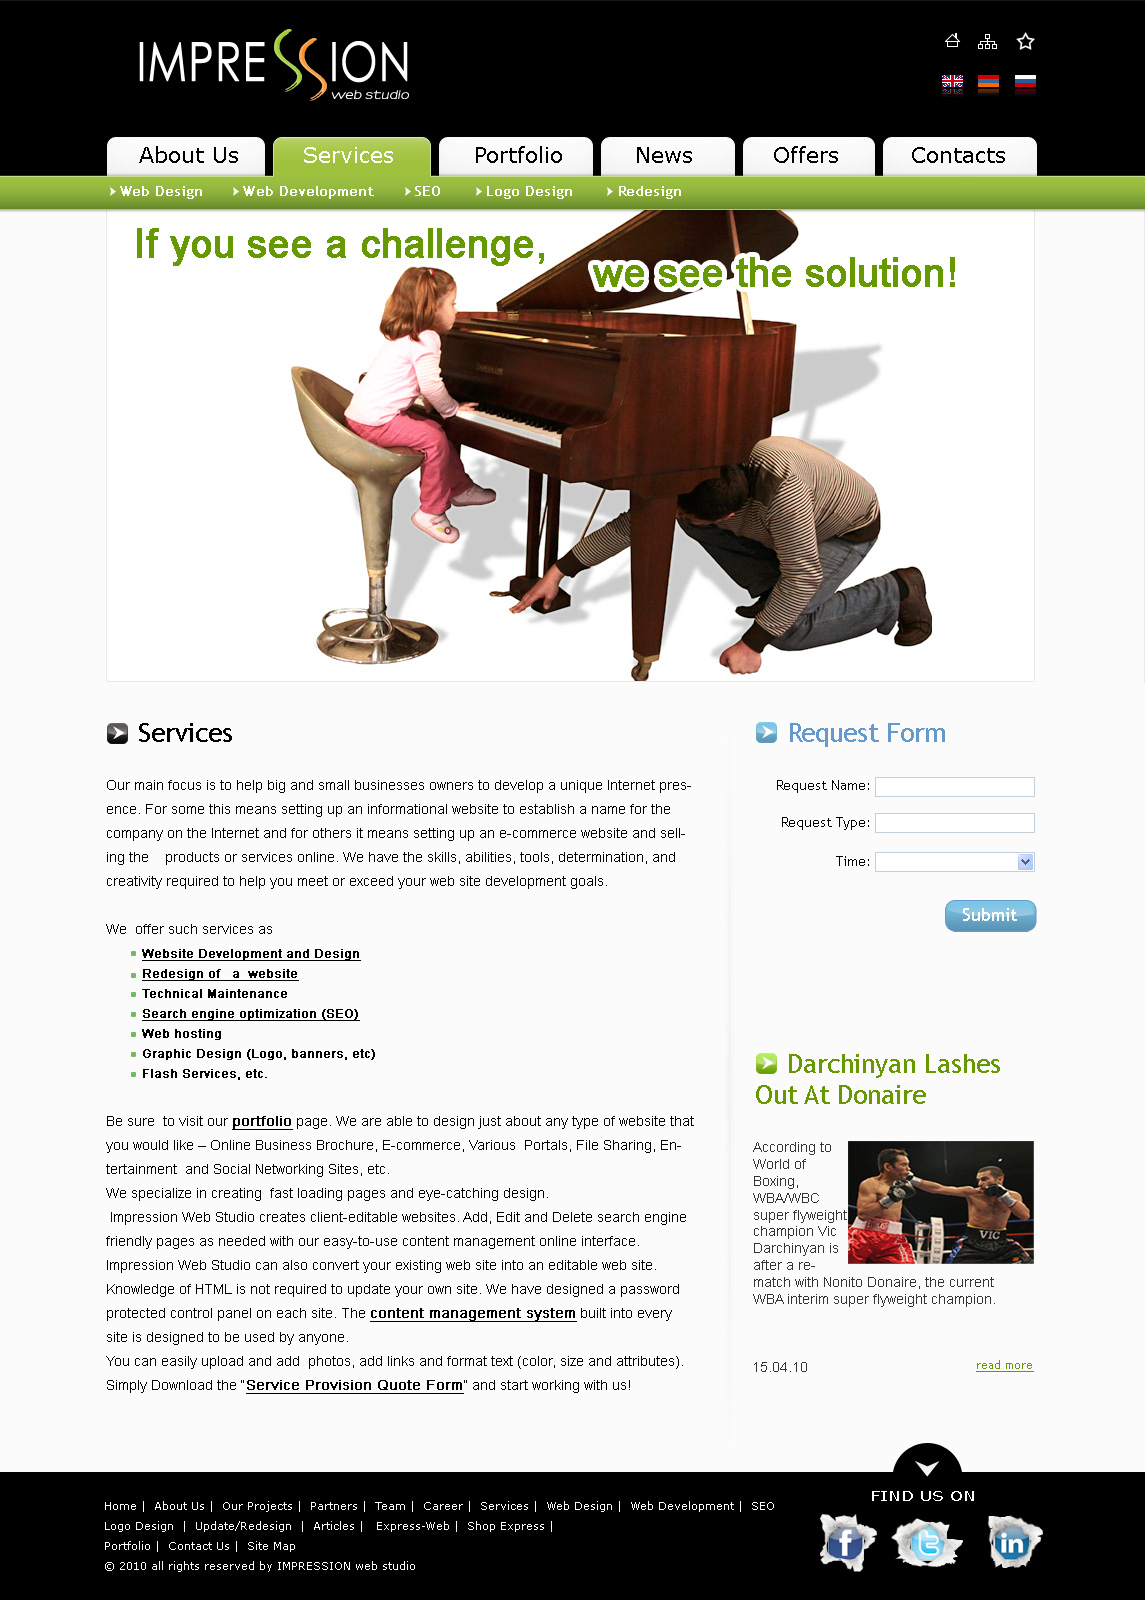 IMPRESSION
web studio
About Us
Services
Portfolio
News
Offers
Contacts
Web Design
Web Development
SEO
Logo Design
Redesign
If you see a challenge,
we see the solution!
Services
Our main focus is to help big and small businesses owners to develop a unique Internet pres-
ence. For some this means setting up an informational website to establish a name for the
company on the Internet and for others it means setting up an e-commerce website and sell-
ing the products or services online. We have the skills, abilities, tools, determination, and
creativity required to help you meet or exceed your web site development goals.
We offer such services as
Website Development and Design
Redesign of a website
Technical Maintenance
Search engine optimization (SEO)
Web hosting
Graphic Design (Logo, banners, etc)
Flash Services, etc.
Be sure to visit our portfolio page. We are able to design just about any type of website that
you would like – Online Business Brochure, E-commerce, Various Portals, File Sharing, En-
tertainment and Social Networking Sites, etc.
We specialize in creating fast loading pages and eye-catching design.
Impression Web Studio creates client-editable websites. Add, Edit and Delete search engine
friendly pages as needed with our easy-to-use content management online interface.
Impression Web Studio can also convert your existing web site into an editable web site.
Knowledge of HTML is not required to update your own site. We have designed a password
protected control panel on each site. The content management system built into every
site is designed to be used by anyone.
You can easily upload and add photos, add links and format text (color, size and attributes).
Simply Download the "Service Provision Quote Form" and start working with us!
Request Form
Request Name:
Request Type:
Time:
Submit
Darchinyan Lashes
Out At Donaire
According to
World of
Boxing,
WBA/WBC
super flyweight
champion Vic
Darchinyan is
after a re-
match with Nonito Donaire, the current
WBA interim super flyweight champion.
VIC
15.04.10
read more
Home | About Us | Our Projects | Partners | Team | Career | Services | Web Design | Web Development | SEO
Logo Design | Update/Redesign | Articles | Express-Web | Shop Express |
Portfolio | Contact Us | Site Map
© 2010 all rights reserved by IMPRESSION web studio
FIND US ON
f
t
in